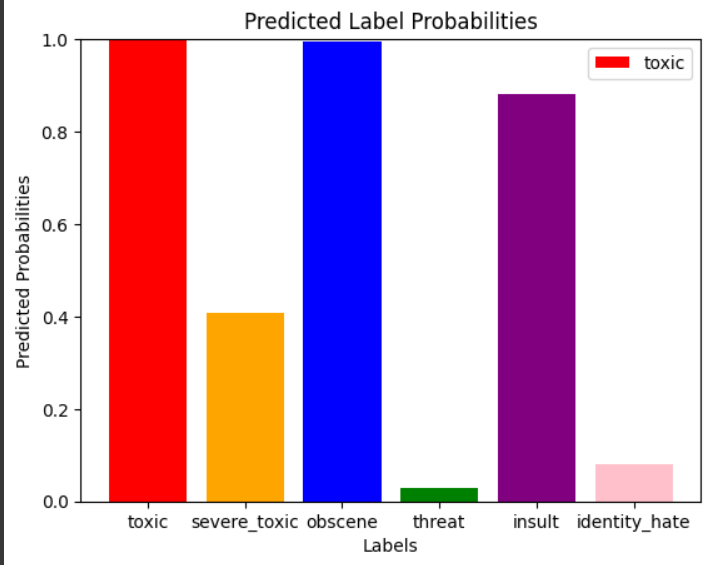 Predicted Label Probabilities
toxic
1.0
0.8
0.6
0.4
0.2
0.0
Predicted Probabilities
toxic severe_toxic obscene threat insult identity_hate
Labels